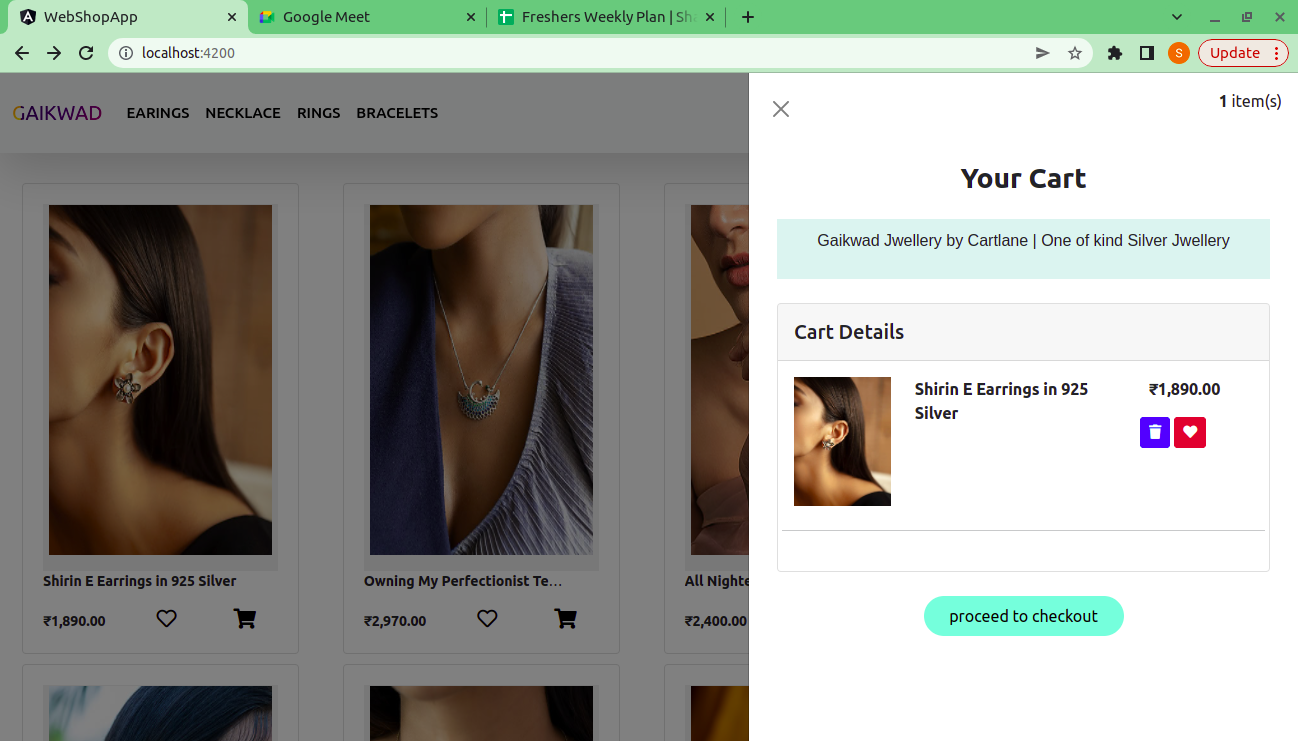 WebShopApp
Google Meet
Freshers Weekly Plan | Sh
localhost:4200
S
Update
GAIKWAD
EARINGS
NECKLACE
RINGS
BRACELETS
Shirin E Earrings in 925 Silver
₹1,890.00
Owning My Perfectionist Te...
₹2,970.00
All Nighte
₹2,400.00
1 item(s)
Your Cart
Gaikwad Jwellery by Cartlane | One of kind Silver Jwellery
Cart Details
Shirin E Earrings in 925
Silver
₹1,890.00
proceed to checkout